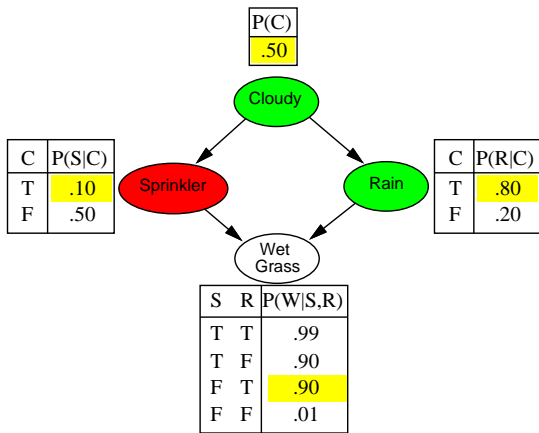 P(C)
.50
Cloudy
C P(S|C)
T .10
F .50
Sprinkler
Rain
C P(R|C)
T .80
F .20
Wet
Grass
S R P(W|S,R)
T T .99
T F .90
F T .90
F F .01